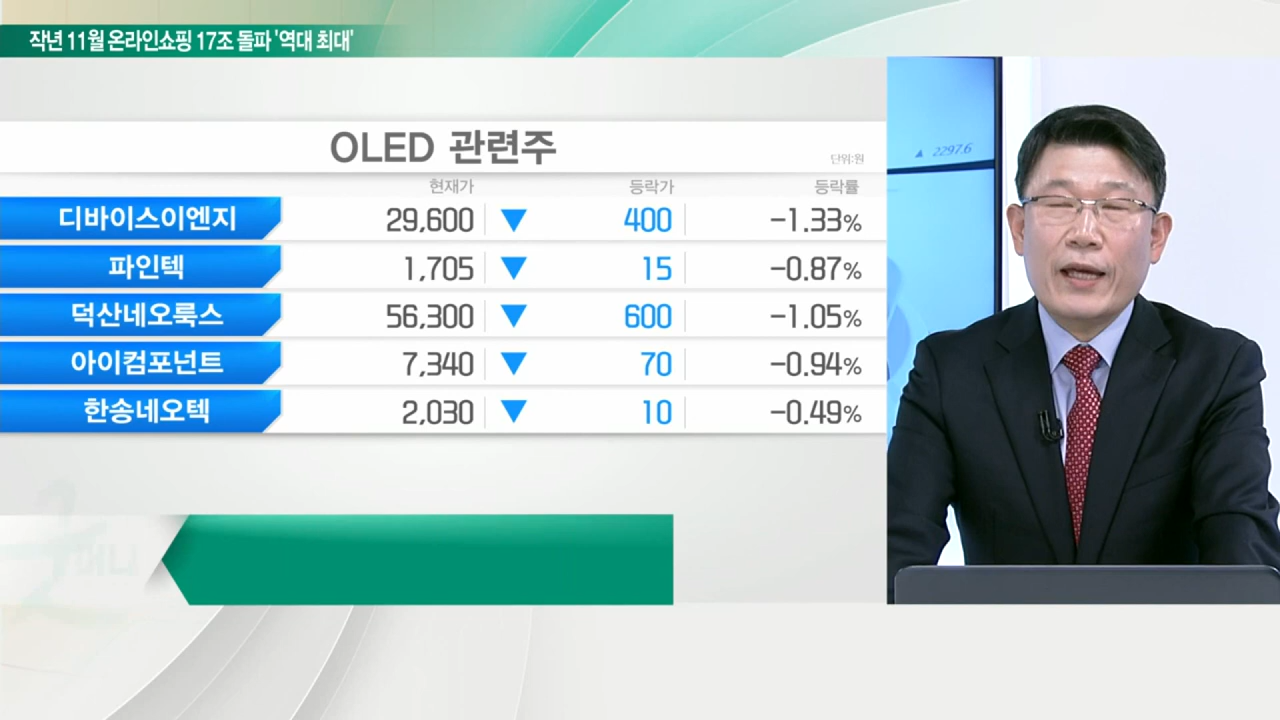 작년 11월 온라인쇼핑 17조 돌파 '역대 최대'
OLED 관련주
단위:원
현재가 등락가 등락률
디바이스이엔지 29,600 ▼ 400 -1.33%
파인텍 1,705 ▼ 15 -0.87%
덕산네오룩스 56,300 ▼ 600 -1.05%
아이컴포넌트 7,340 ▼ 70 -0.94%
한송네오텍 2,030 ▼ 10 -0.49%
▲ 2297.6
머니